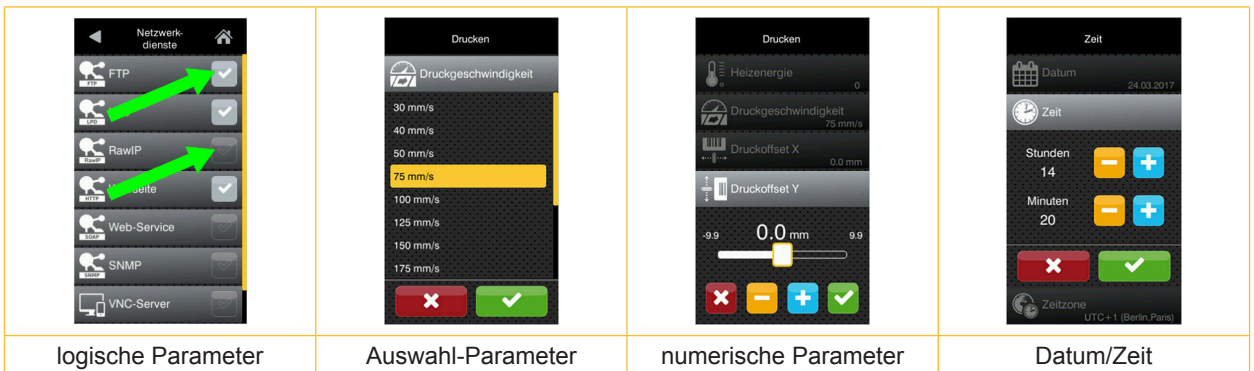 Netzwerk-
dienste
FTP
FTP
LPD
RawIP
RawIP
Webseite
HTTP
Web-Service
SOAP
SNMP
SNMP
VNC-Server
logische Parameter
Drucken
Druckgeschwindigkeit
30 mm/s
40 mm/s
50 mm/s
75 mm/s
100 mm/s
125 mm/s
150 mm/s
175 mm/s
Auswahl-Parameter
Drucken
Heizenergie
0
Druckgeschwindigkeit
75 mm/s
Druckoffset X
0.0 mm
Druckoffset Y
-9.9 0.0 mm 9.9
numerische Parameter
Zeit
Datum
24.03.2017
Zeit
Stunden
14
Minuten
20
Zeitzone
UTC+1 (Berlin,Paris)
Datum/Zeit